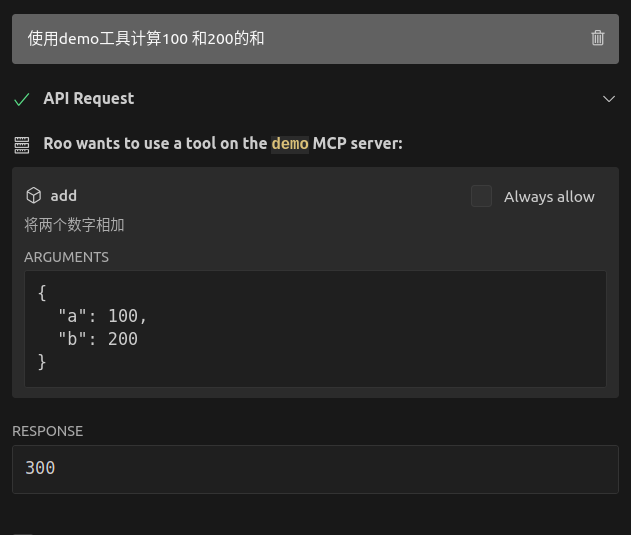 使用demo工具计算100 和200的和
API Request
Roo wants to use a tool on the demo MCP server:
add
Always allow
将两个数字相加
ARGUMENTS
{
"a": 100,
"b": 200
}
RESPONSE
300